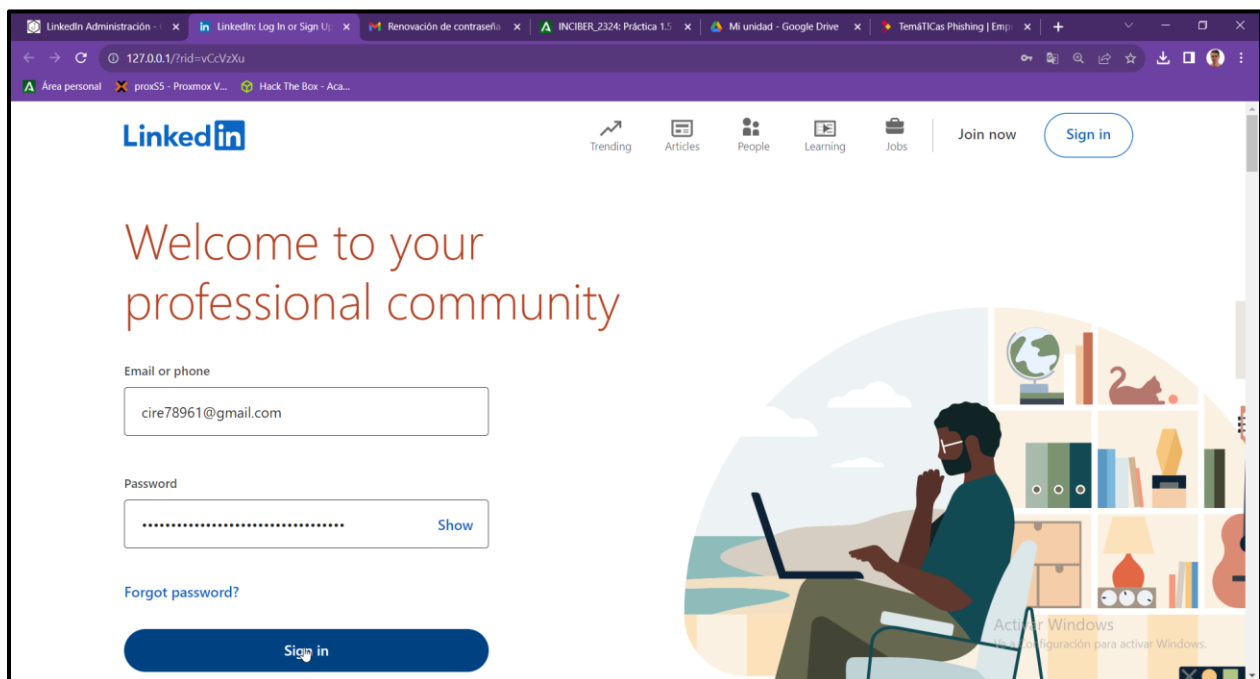 LinkedIn Administración -
LinkedIn: Log In or Sign Up
Renovación de contraseña
INCIBER_2324: Práctica 1.5
Mi unidad - Google Drive
TemáTICas Phishing | Emp
127.0.0.1/?rid=vCcVzXu
Área personal
proxS5 - Proxmox V...
Hack The Box - Aca...
Linked in
Trending
Articles
People
Learning
Jobs
Join now
Sign in
Welcome to your
professional community
Email or phone
cire78961@gmail.com
Password
Show
Forgot password?
Sign in
Activar Windows
Ve a Configuración para activar Windows.